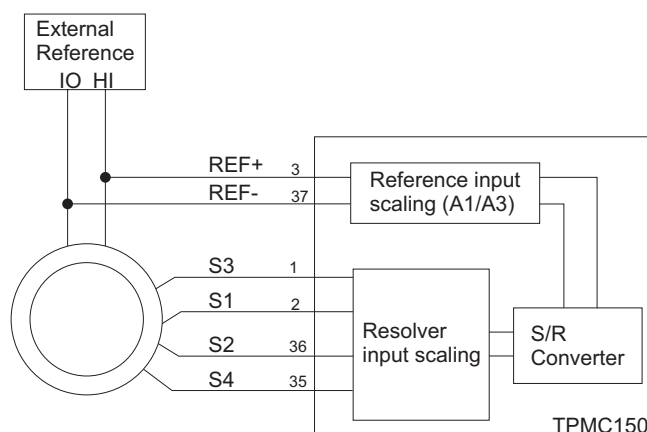 External
Reference
IO HI
REF+ 3
REF- 37
Reference input
scaling (A1/A3)
S3 1
S1 2
S2 36
S4 35
Resolver
input scaling
S/R
Converter
TPMC150